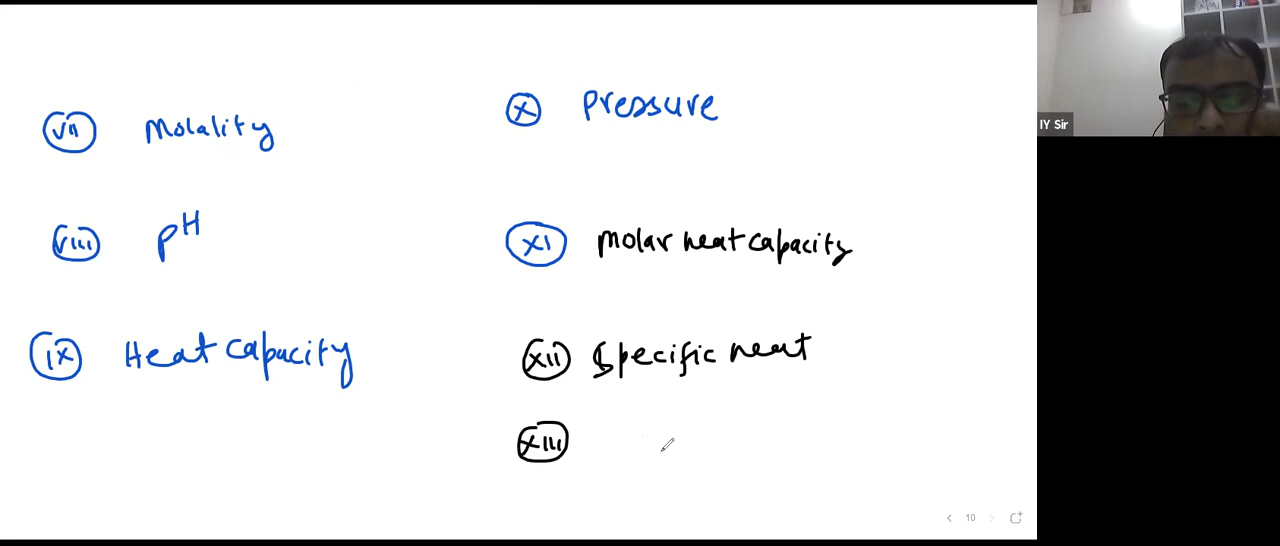 VII Molality
VIII pH
IX Heat capacity
X Pressure
XI Molar heat capacity
XII Specific heat
XIII
IY Sir
10